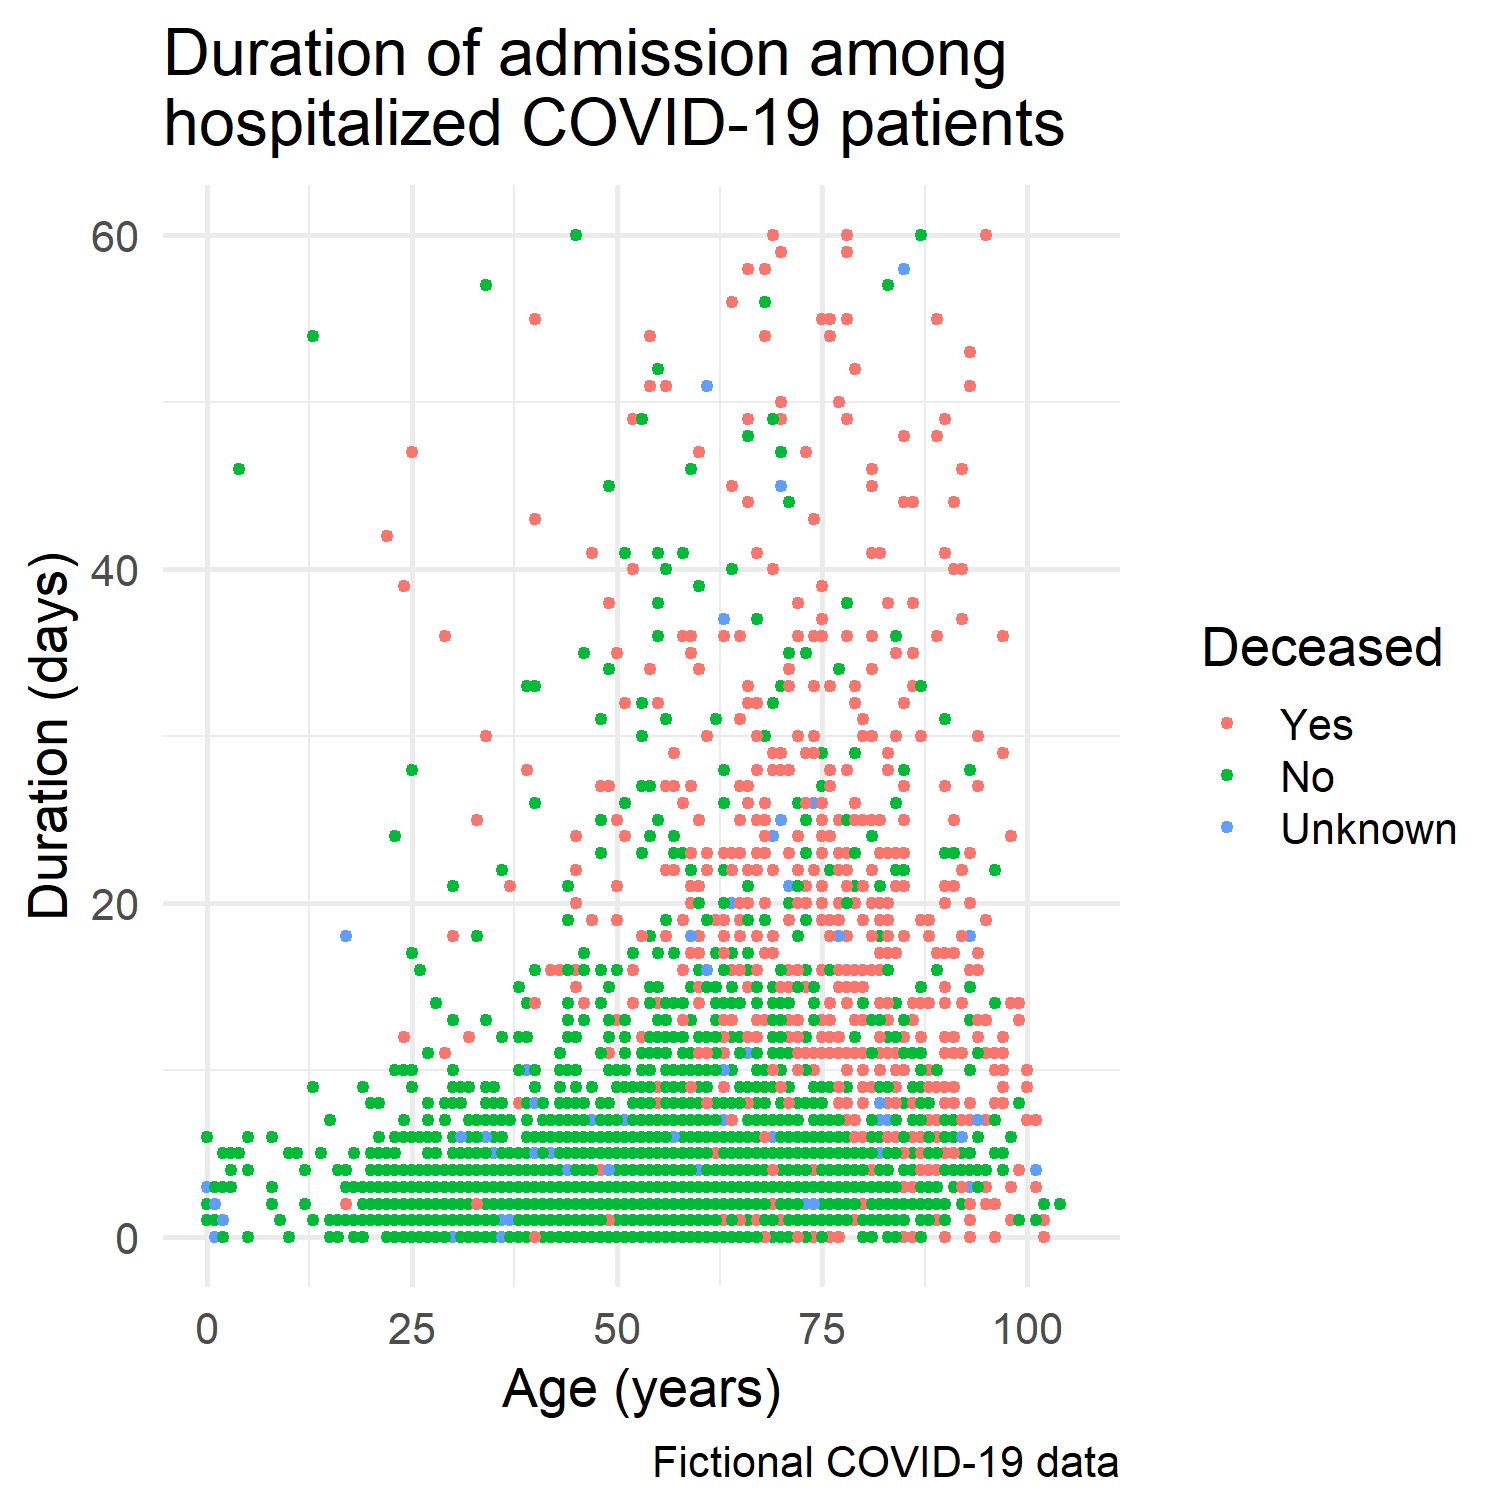 Duration of admission among
hospitalized COVID-19 patients
Duration (days)
60
40
20
0
0 25 50 75 100
Age (years)
Deceased
Yes
No
Unknown
Fictional COVID-19 data